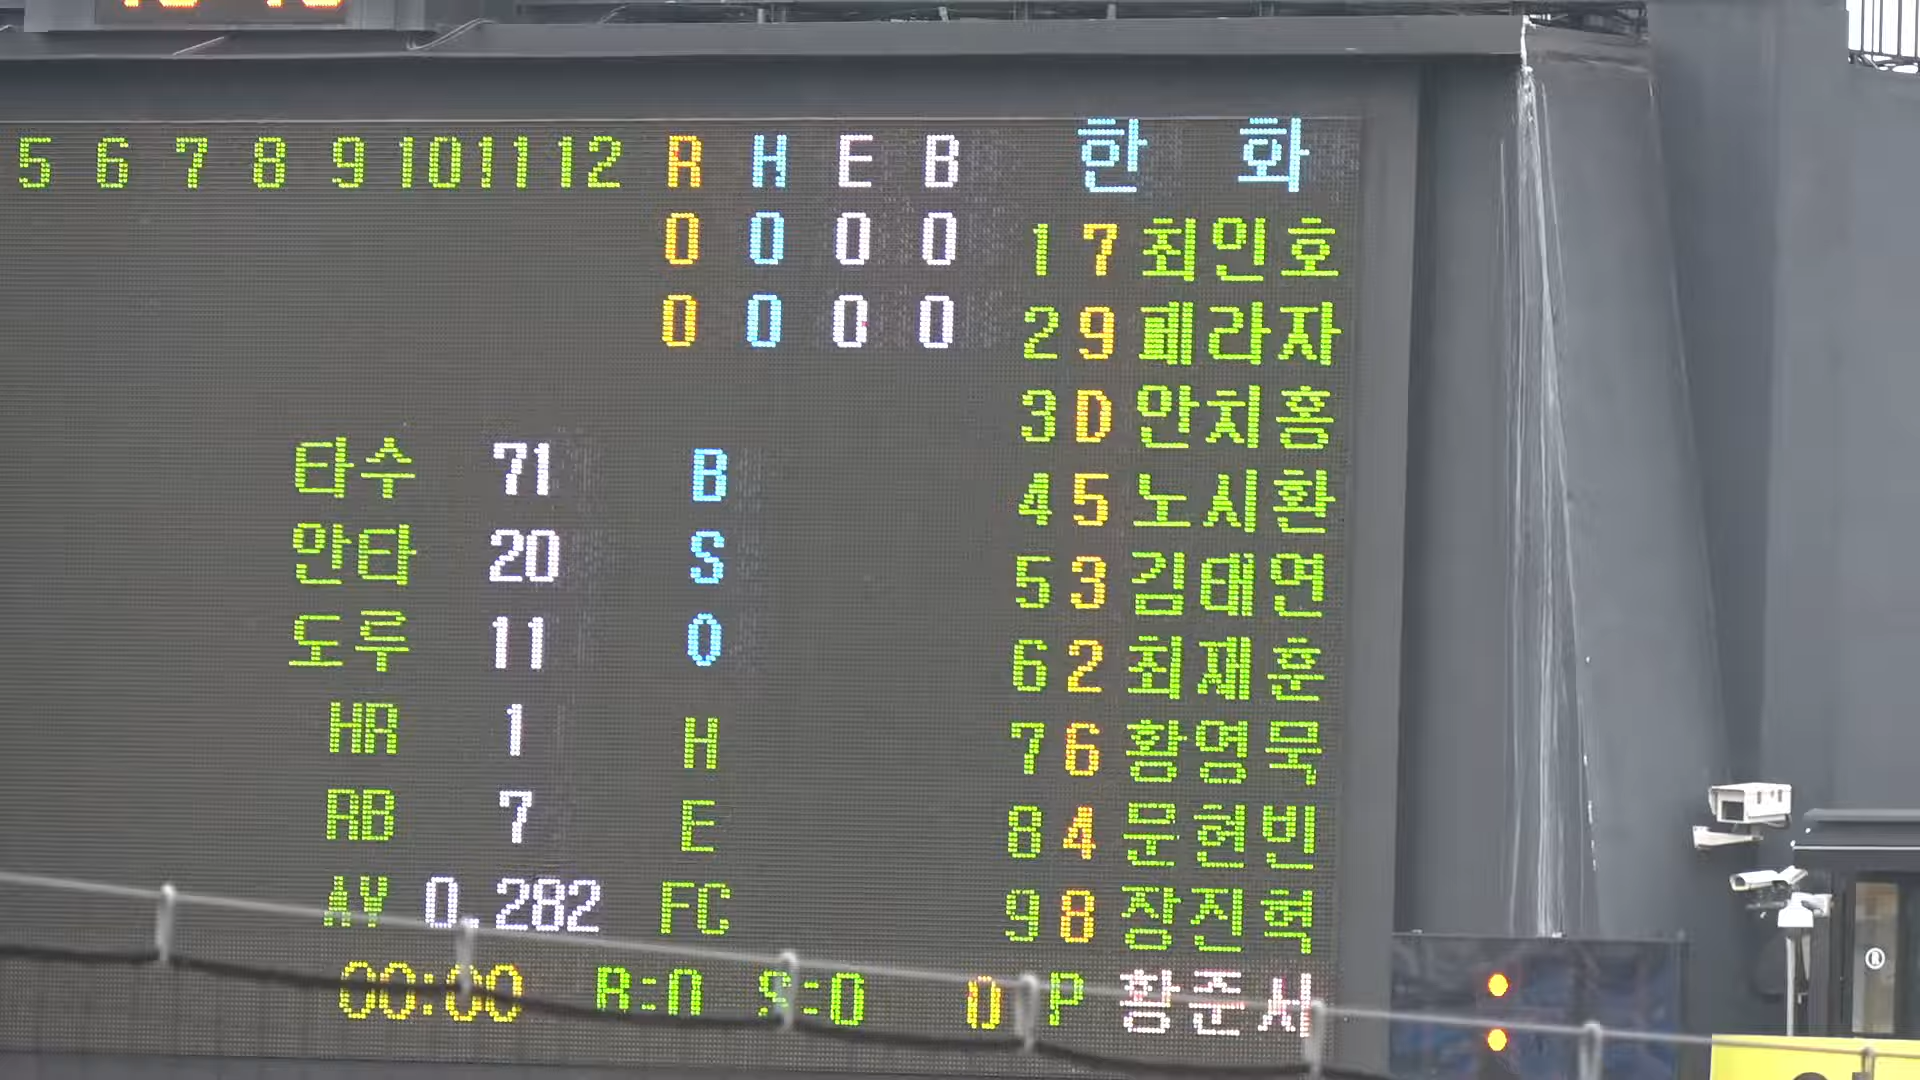 5 6 7 8 9 10 11 12 R H E B
0 0 0 0
0 0 0 0
타수 71 B
안타 20 S
도루 11 O
HR 1 H
RB 7 E
AV 0.282 FC
00:00 B:0 S:0 0
한 화
1 7 최인호
2 9 페라자
3 D 안치홍
4 5 노시환
5 3 김태연
6 2 최재훈
7 6 황영묵
8 4 문현빈
9 8 장진혁
P 황준서